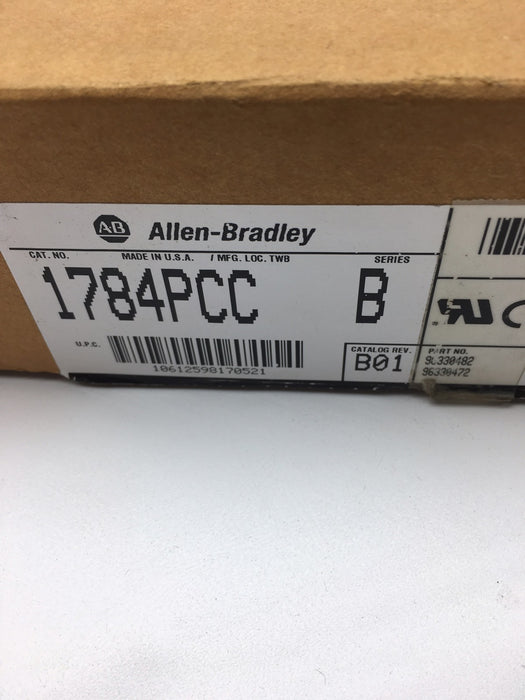 AB Allen-Bradley
CAT. NO. MADE IN U.S.A. / MFG. LOC. TWB SERIES
1784PCC B
U.P.C. 10612598170521
CATALOG REV.
B01
PART NO.
96330482
96330472